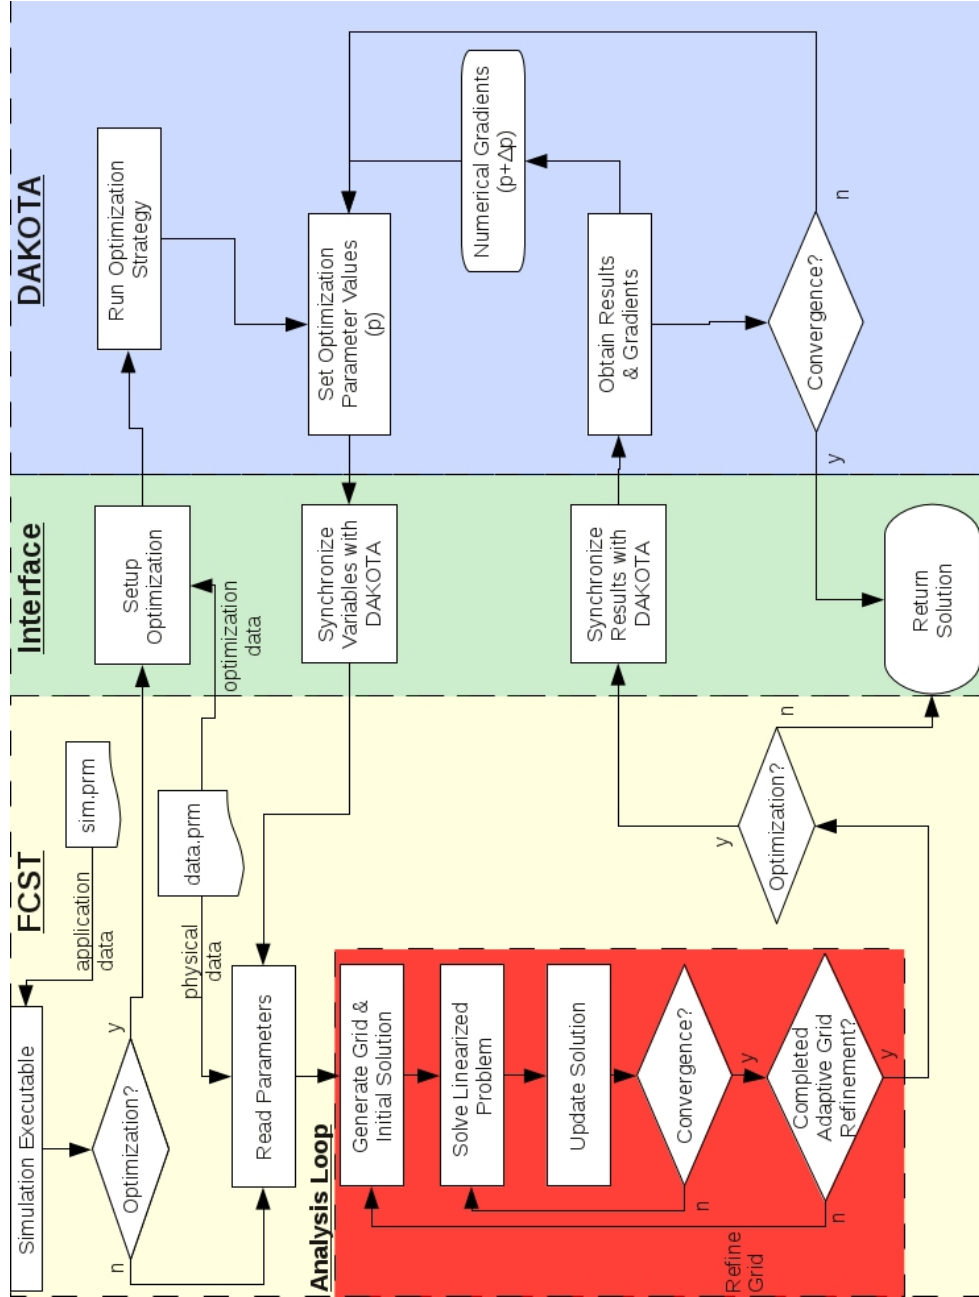 FCST
Interface
DAKOTA
Simulation Executable
sim.prm
application
data
Optimization?
y
n
data.prm
physical
data
optimization
data
Setup
Optimization
Run Optimization
Strategy
Read Parameters
Synchronize
Variables with
DAKOTA
Set Optimization
Parameter Values
(p)
Analysis Loop
Generate Grid &
Initial Solution
Solve Linearized
Problem
Update Solution
Convergence?
y
n
Completed
Adaptive Grid
Refinement?
y
n
Refine
Grid
Optimization?
y
n
Synchronize
Results with
DAKOTA
Obtain Results
& Gradients
Numerical Gradients
(p+Δp)
Convergence?
y
n
Return
Solution